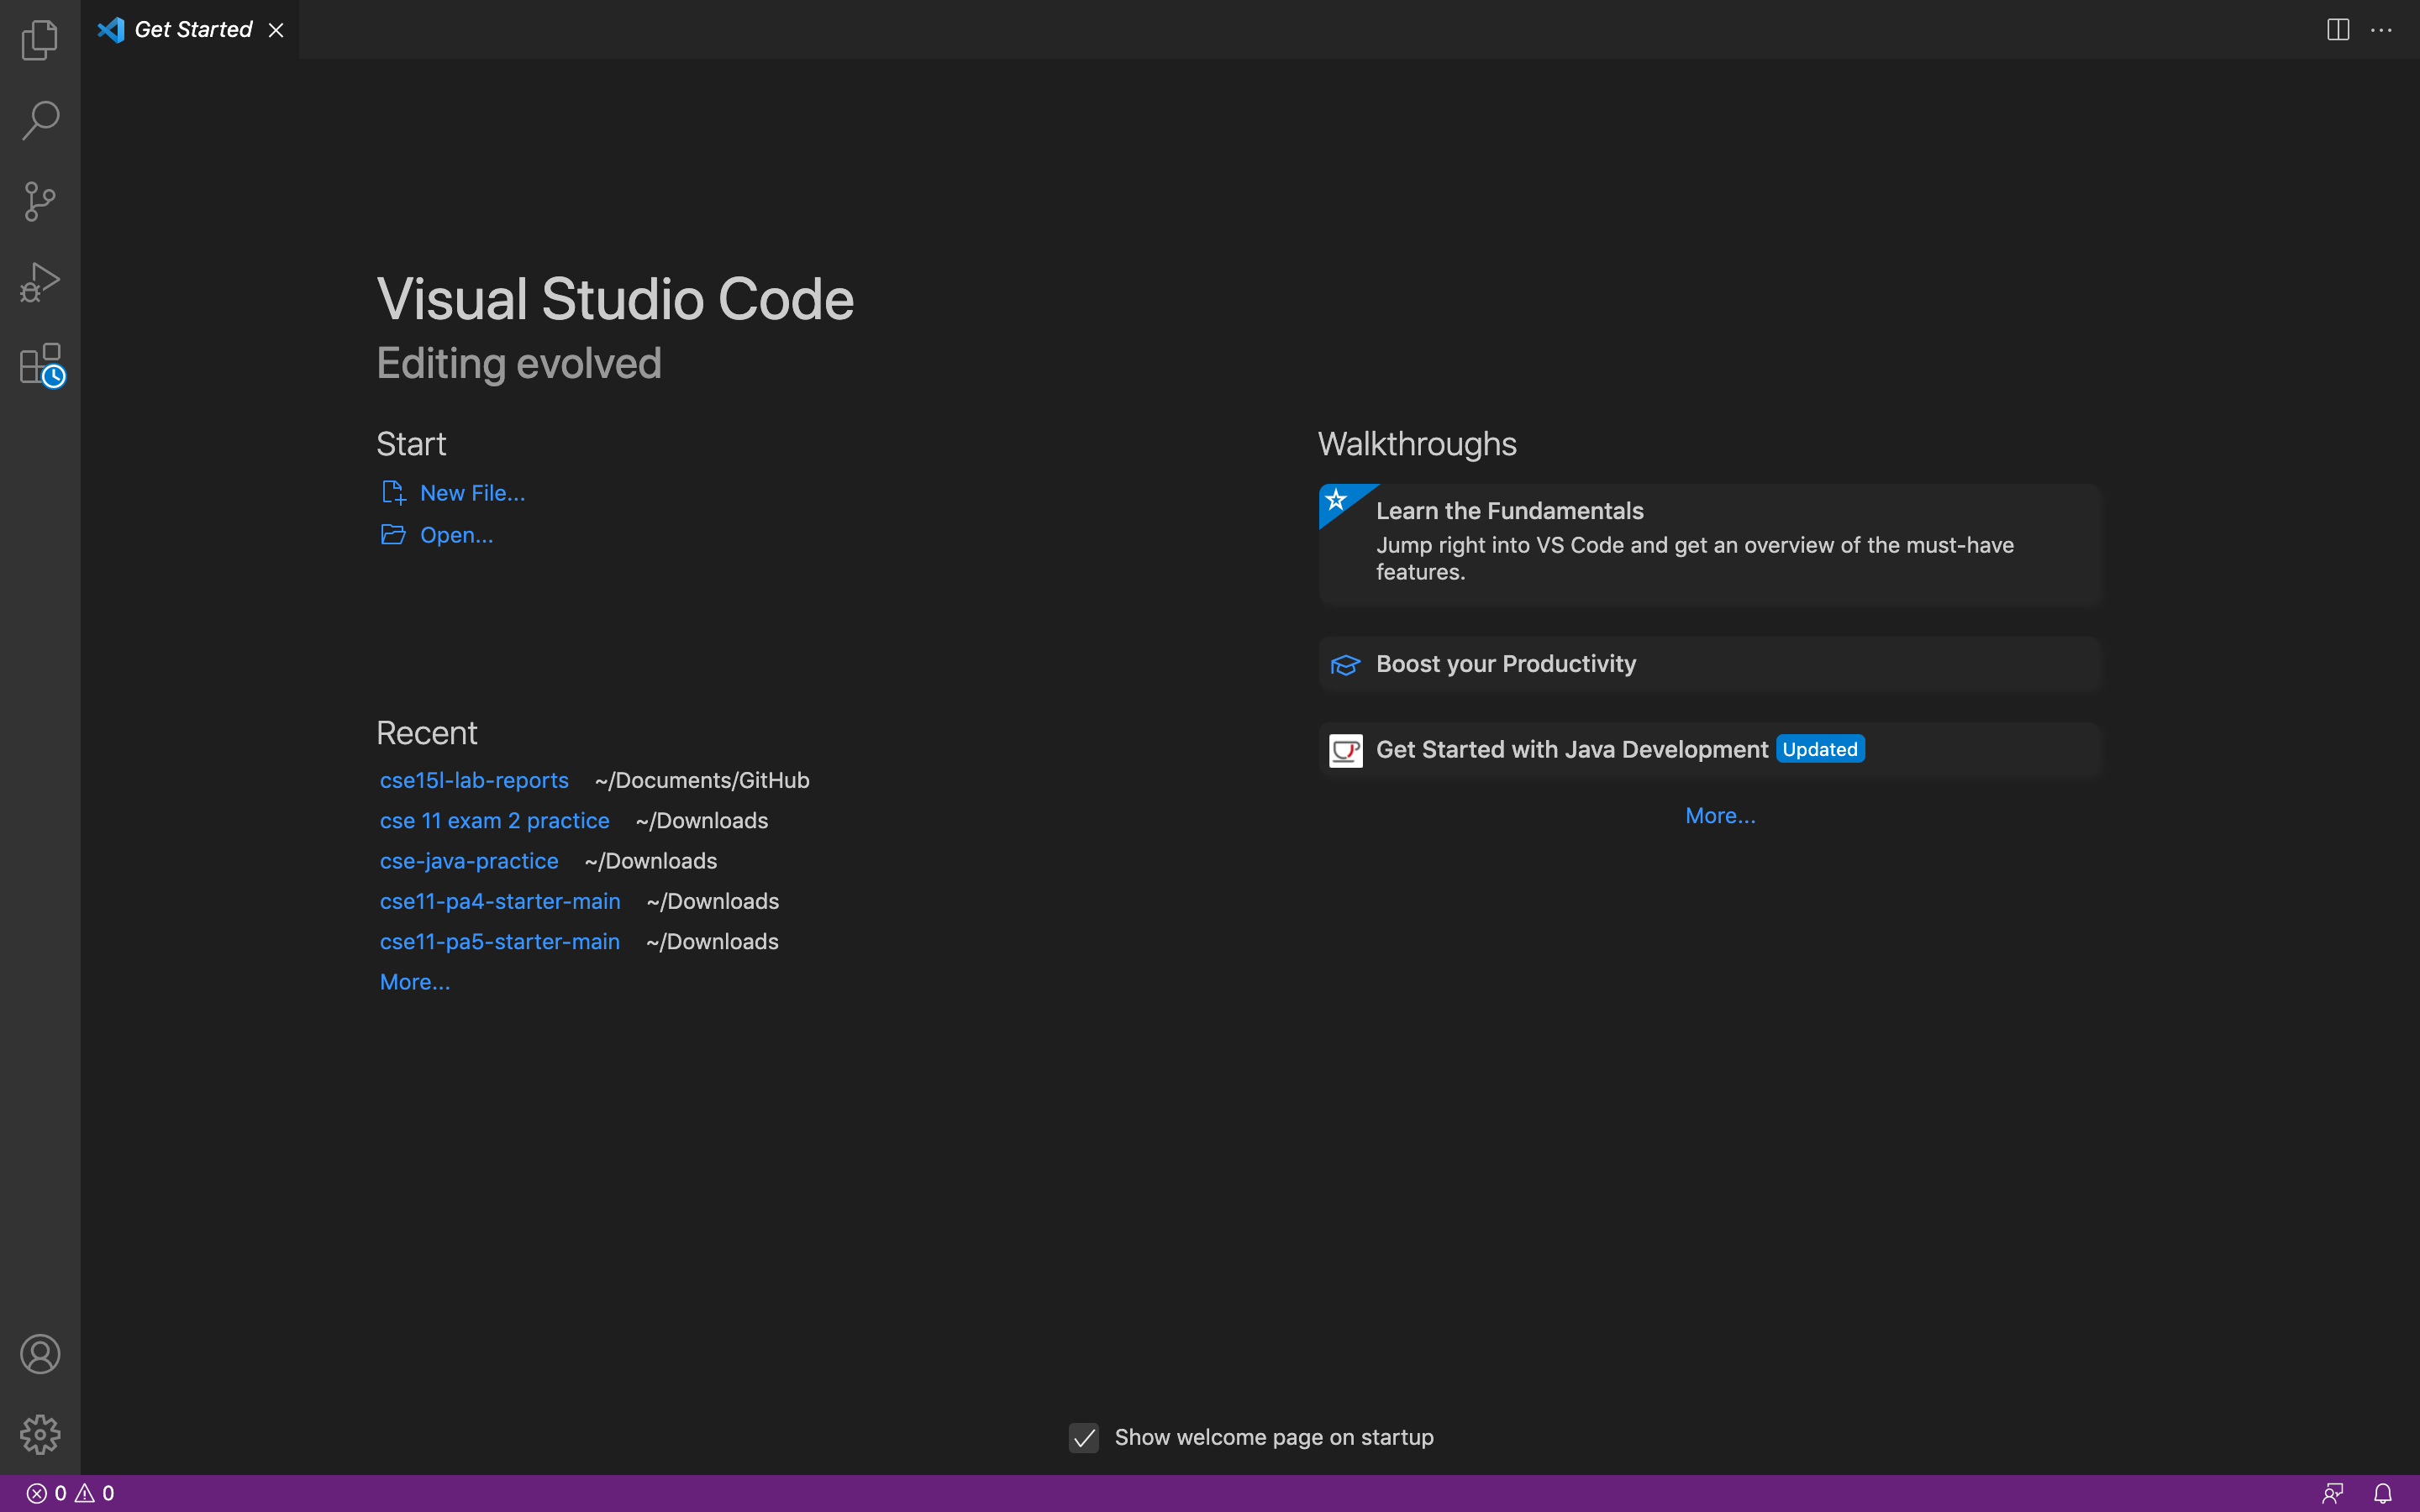 Get Started
Visual Studio Code
Editing evolved
Start
New File...
Open...
Recent
cse15l-lab-reports ~/Documents/GitHub
cse 11 exam 2 practice ~/Downloads
cse-java-practice ~/Downloads
cse11-pa4-starter-main ~/Downloads
cse11-pa5-starter-main ~/Downloads
More...
Walkthroughs
Learn the Fundamentals
Jump right into VS Code and get an overview of the must-have
features.
Boost your Productivity
Get Started with Java Development Updated
More...
Show welcome page on startup
0 0